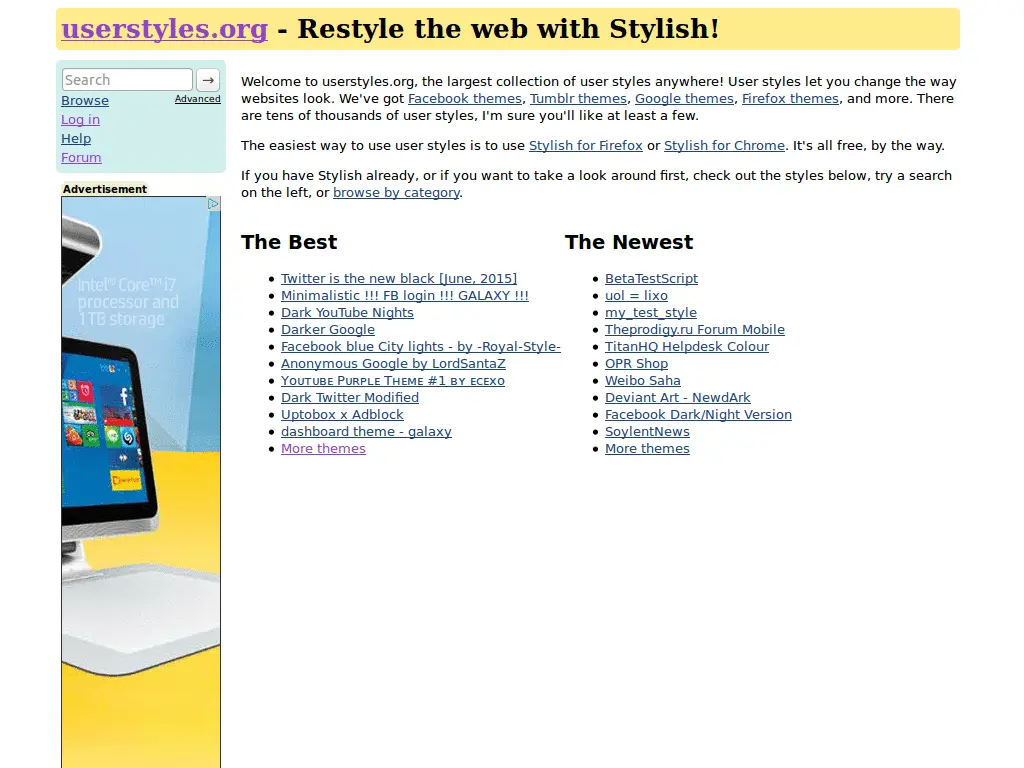 userstyles.org - Restyle the web with Stylish!
Search →
Browse Advanced
Log in
Help
Forum
Advertisement
Intel® Core™ i7
processor and
1TB storage
Welcome to userstyles.org, the largest collection of user styles anywhere! User styles let you change the way
websites look. We've got Facebook themes, Tumblr themes, Google themes, Firefox themes, and more. There
are tens of thousands of user styles, I'm sure you'll like at least a few.
The easiest way to use user styles is to use Stylish for Firefox or Stylish for Chrome. It's all free, by the way.
If you have Stylish already, or if you want to take a look around first, check out the styles below, try a search
on the left, or browse by category.
The Best
Twitter is the new black [June, 2015]
Minimalistic !!! FB login !!! GALAXY !!!
Dark YouTube Nights
Darker Google
Facebook blue City lights - by -Royal-Style-
Anonymous Google by LordSantaZ
Yᴏᴜᴛᴜʙᴇ Pᴜʀᴘʟᴇ Tʜᴇᴍᴇ #1 ʙʏ ᴇᴄᴇxᴏ
Dark Twitter Modified
Uptobox x Adblock
dashboard theme - galaxy
More themes
The Newest
BetaTestScript
uol = lixo
my_test_style
Theprodigy.ru Forum Mobile
TitanHQ Helpdesk Colour
OPR Shop
Weibo Saha
Deviant Art - NewdArk
Facebook Dark/Night Version
SoylentNews
More themes